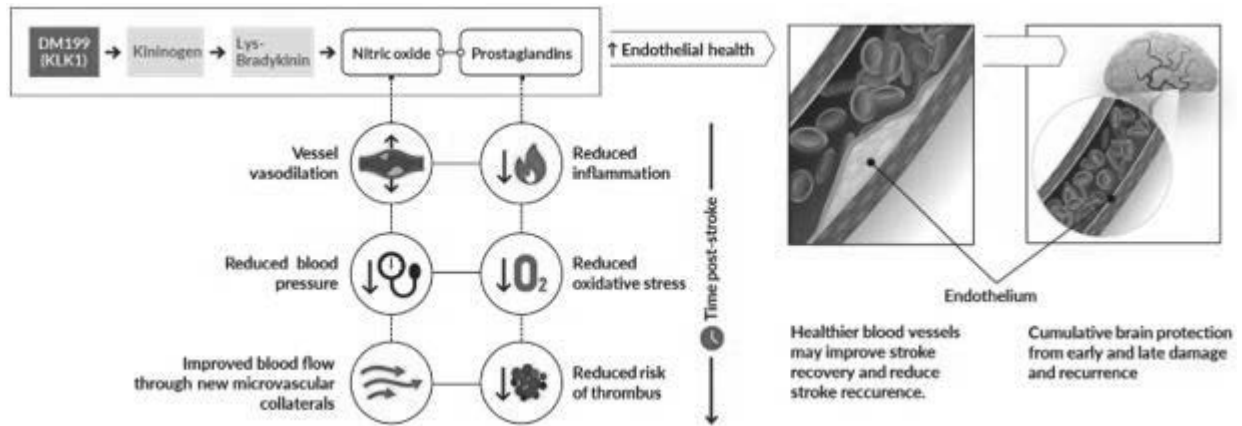 DM199
(KLK1)
Kininogen
Lys-
Bradykinin
Nitric oxide
Prostaglandins
↑ Endothelial health
Vessel
vasodilation
Reduced
inflammation
Reduced blood
pressure
O₂
Reduced
oxidative stress
Improved blood flow
through new microvascular
collaterals
Reduced risk
of thrombus
Time post-stroke
Endothelium
Healthier blood vessels
may improve stroke
recovery and reduce
stroke reccurence.
Cumulative brain protection
from early and late damage
and recurrence